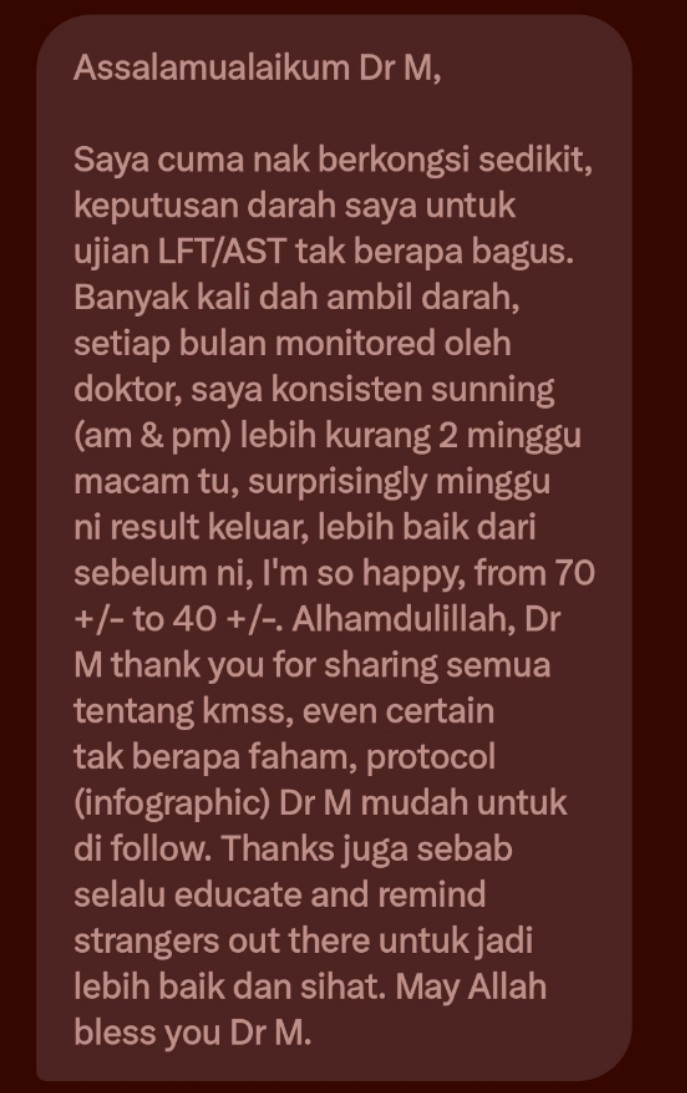 Assalamualaikum Dr M,
Saya cuma nak berkongsi sedikit,
keputusan darah saya untuk
ujian LFT/AST tak berapa bagus.
Banyak kali dah ambil darah,
setiap bulan monitored oleh
doktor, saya konsisten sunning
(am & pm) lebih kurang 2 minggu
macam tu, surprisingly minggu
ni result keluar, lebih baik dari
sebelum ni, I'm so happy, from 70
+/- to 40 +/-. Alhamdulillah, Dr
M thank you for sharing semua
tentang kmss, even certain
tak berapa faham, protocol
(infographic) Dr M mudah untuk
di follow. Thanks juga sebab
selalu educate and remind
strangers out there untuk jadi
lebih baik dan sihat. May Allah
bless you Dr M.